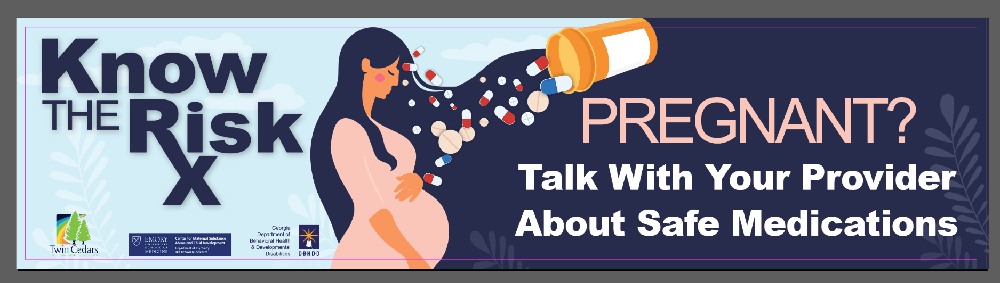 Know
THE Risk
X
PREGNANT?
Talk With Your Provider
About Safe Medications
Twin Cedars
EMORY
UNIVERSITY
SCHOOL OF
MEDICINE
Center for Maternal Substance
Abuse and Child Development
Department of Psychiatry
and Behavioral Sciences
Georgia
Department of
Behavioral Health
& Developmental
Disabilities
DBHDD